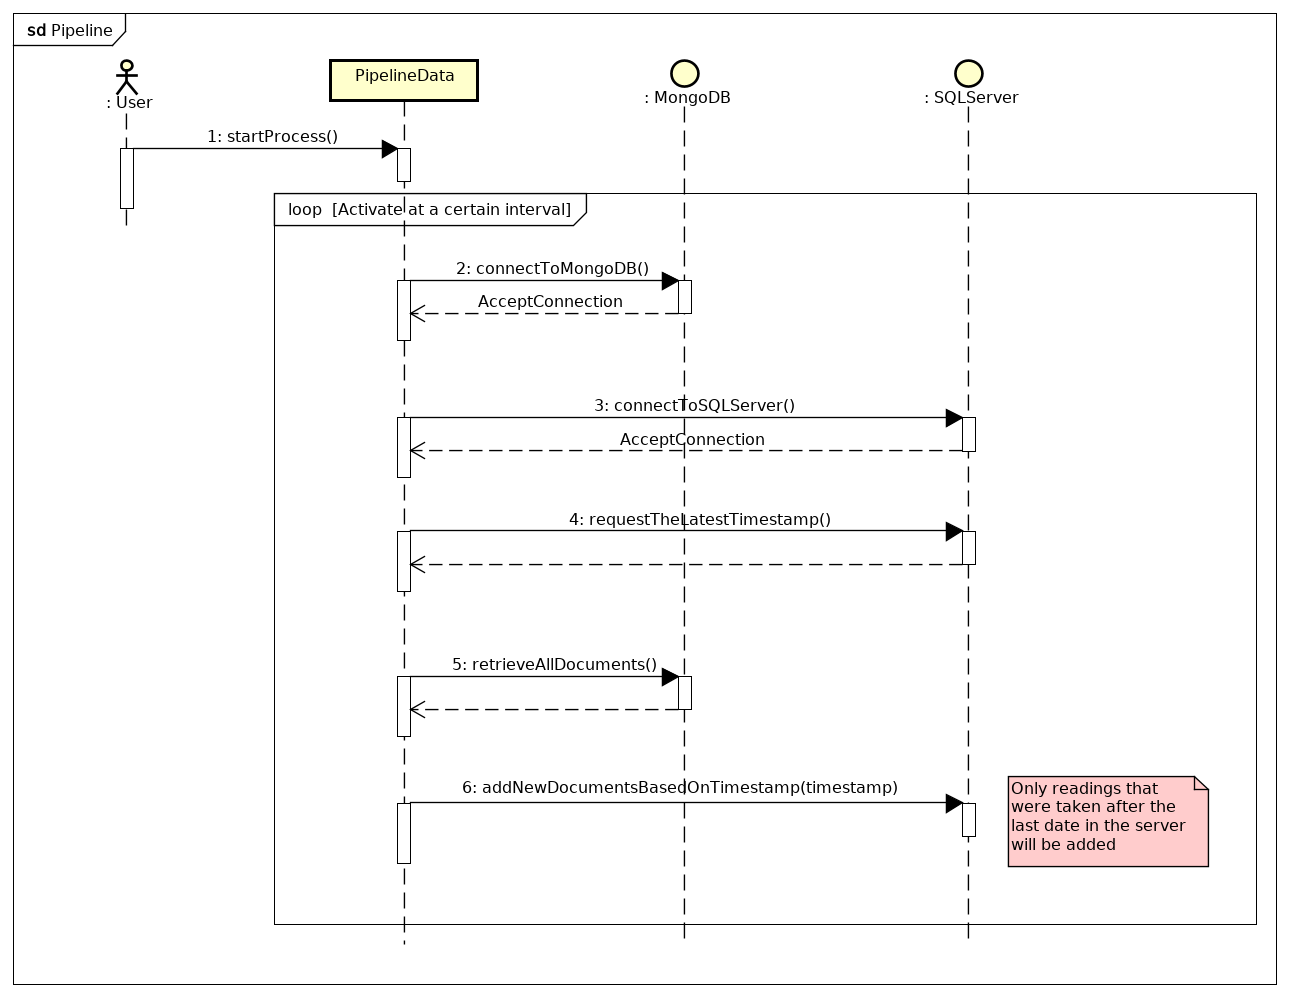 sd Pipeline
: User
PipelineData
: MongoDB
: SQLServer
1: startProcess()
loop [Activate at a certain interval]
2: connectToMongoDB()
AcceptConnection
3: connectToSQLServer()
AcceptConnection
4: requestTheLatestTimestamp()
5: retrieveAllDocuments()
6: addNewDocumentsBasedOnTimestamp(timestamp)
Only readings that
were taken after the
last date in the server
will be added